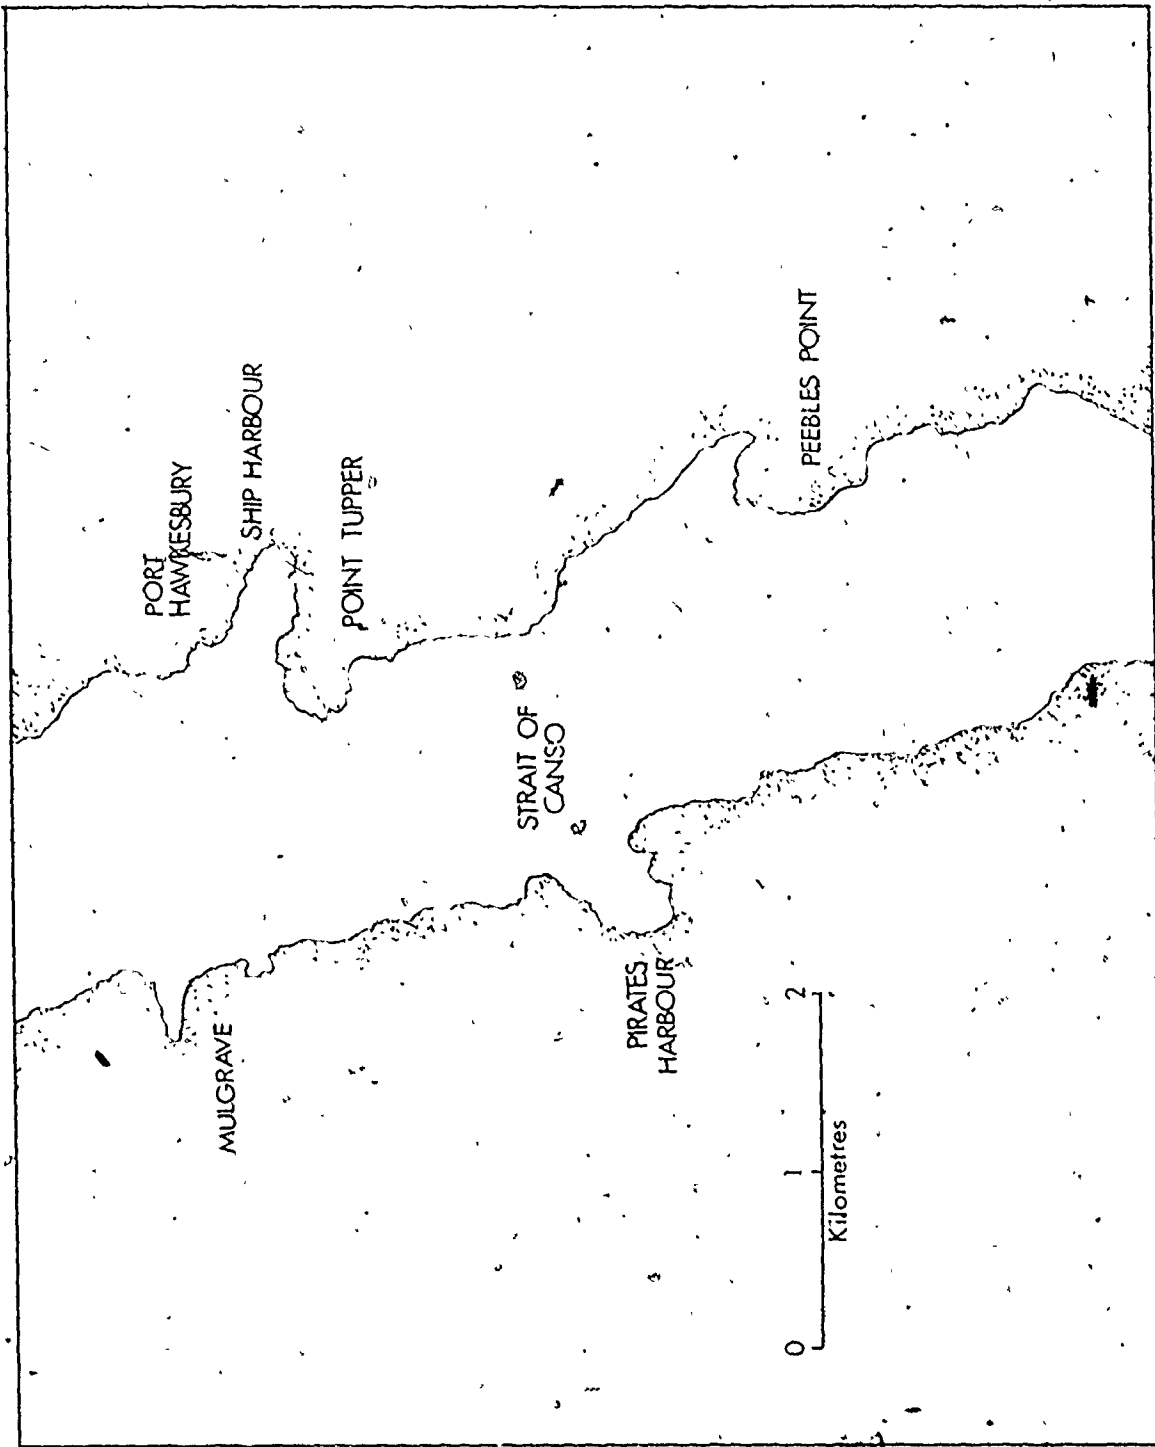 PORT
HAWKESBURY
SHIP HARBOUR
POINT TUPPER
PEEBLES POINT
STRAIT OF
CANSO
MULGRAVE
PIRATES
HARBOUR
0 1 2
Kilometres